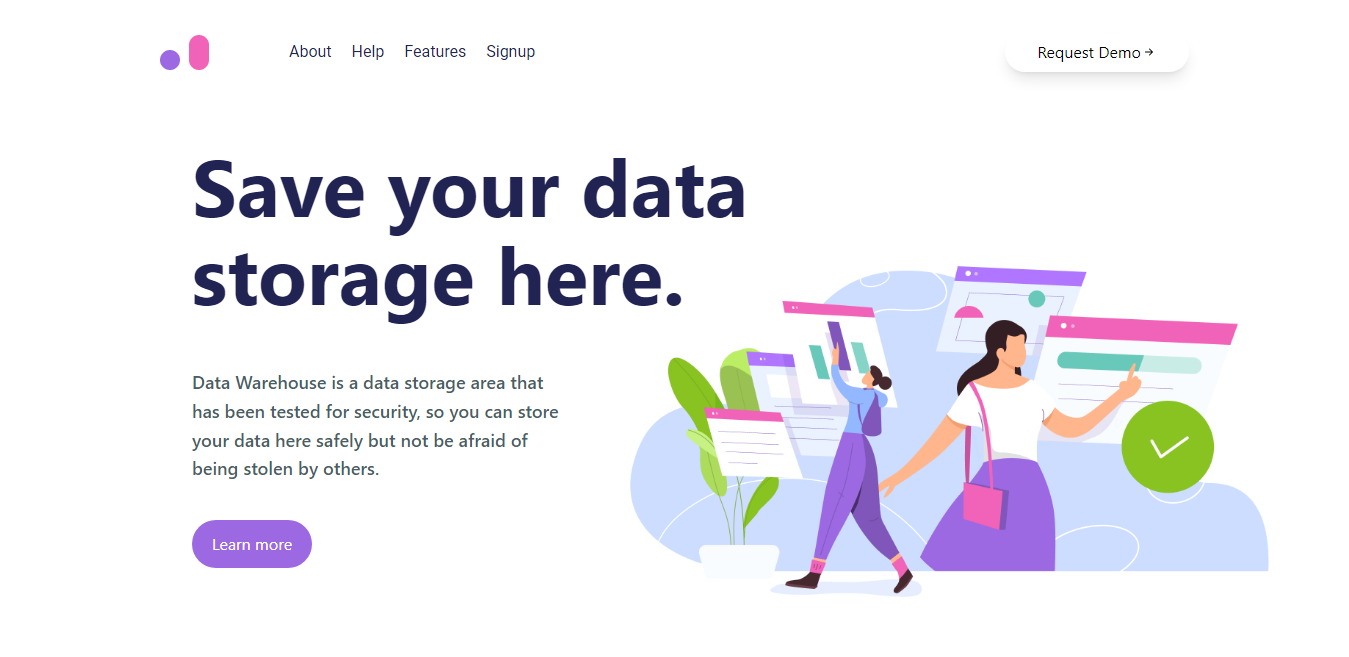 About Help Features Signup Request Demo →
Save your data
storage here.
Data Warehouse is a data storage area that
has been tested for security, so you can store
your data here safely but not be afraid of
being stolen by others.
Learn more